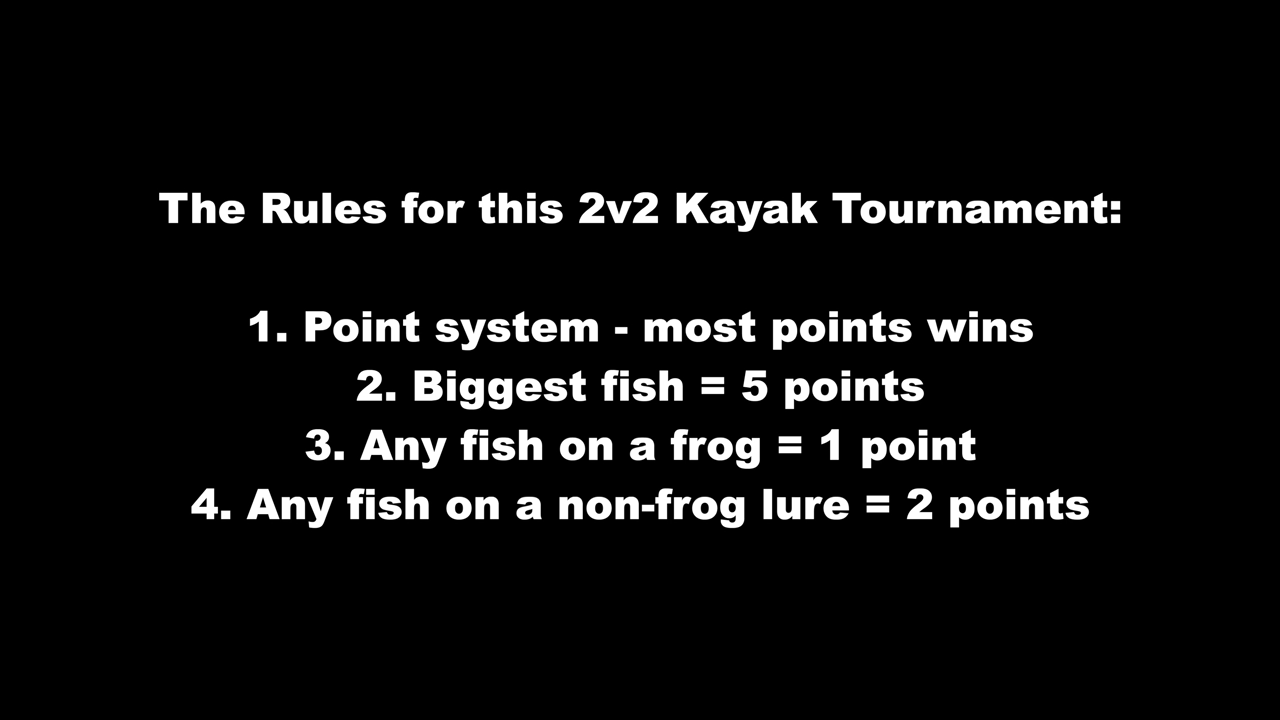 The Rules for this 2v2 Kayak Tournament:
1. Point system - most points wins
2. Biggest fish = 5 points
3. Any fish on a frog = 1 point
4. Any fish on a non-frog lure = 2 points